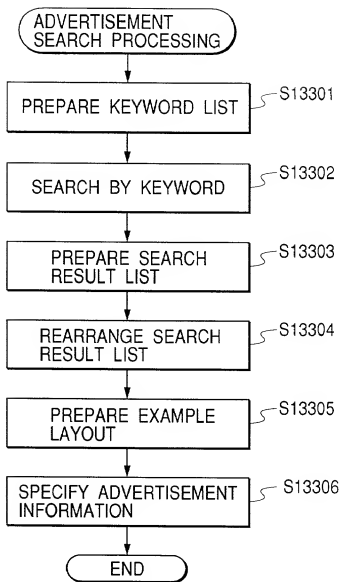 ADVERTISEMENT
SEARCH PROCESSING
PREPARE KEYWORD LIST
S13301
SEARCH BY KEYWORD
S13302
PREPARE SEARCH
RESULT LIST
S13303
REARRANGE SEARCH
RESULT LIST
S13304
PREPARE EXAMPLE
LAYOUT
S13305
SPECIFY ADVERTISEMENT
INFORMATION
S13306
END